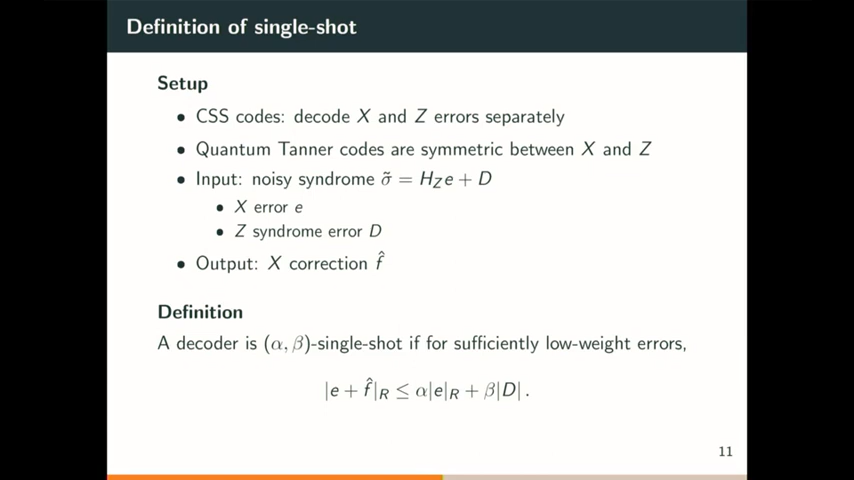 Definition of single-shot
Setup
• CSS codes: decode X and Z errors separately
• Quantum Tanner codes are symmetric between X and Z
• Input: noisy syndrome σ̃ = H_Z e + D
• X error e
• Z syndrome error D
• Output: X correction f̂
Definition
A decoder is (α, β)-single-shot if for sufficiently low-weight errors,
|e + f̂|_R ≤ α|e|_R + β|D| .
11